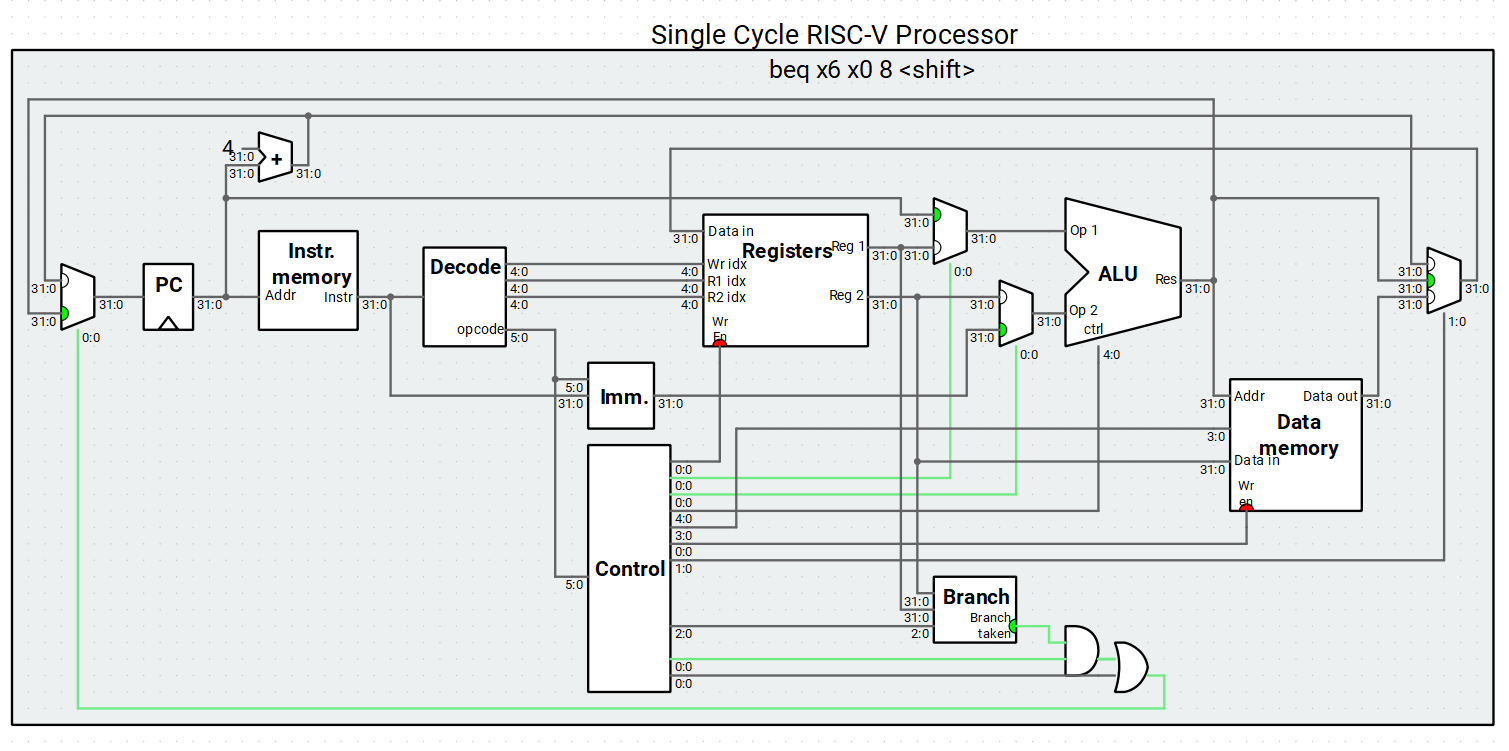 Single Cycle RISC-V Processor
beq x6 x0 8 <shift>
4
31:0
+
31:0
31:0
31:0
31:0
31:0
0:0
PC
31:0
Instr.
memory
Addr
Instr
31:0
Decode
4:0
4:0
4:0
opcode
5:0
31:0
4:0
4:0
4:0
Data in
Registers
Reg 1
Wr idx
R1 idx
R2 idx
Reg 2
Wr
En
31:0
31:0
31:0
31:0
31:0
0:0
31:0
31:0
0:0
Op 1
ALU
Res
Op 2
ctrl
31:0
4:0
5:0
31:0
Imm.
31:0
31:0
3:0
31:0
Addr
Data out
Data
memory
Data in
Wr
en
31:0
31:0
31:0
31:0
31:0
1:0
5:0
Control
0:0
0:0
0:0
4:0
3:0
0:0
1:0
2:0
0:0
0:0
31:0
31:0
2:0
Branch
Branch
taken